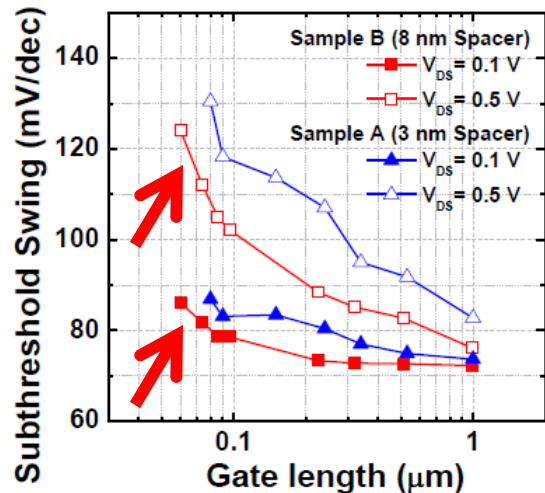 Subthreshold Swing (mV/dec)
140
120
100
80
60
Sample B (8 nm Spacer)
V_DS = 0.1 V
V_DS = 0.5 V
Sample A (3 nm Spacer)
V_DS = 0.1 V
V_DS = 0.5 V
0.1
1
Gate length (μm)